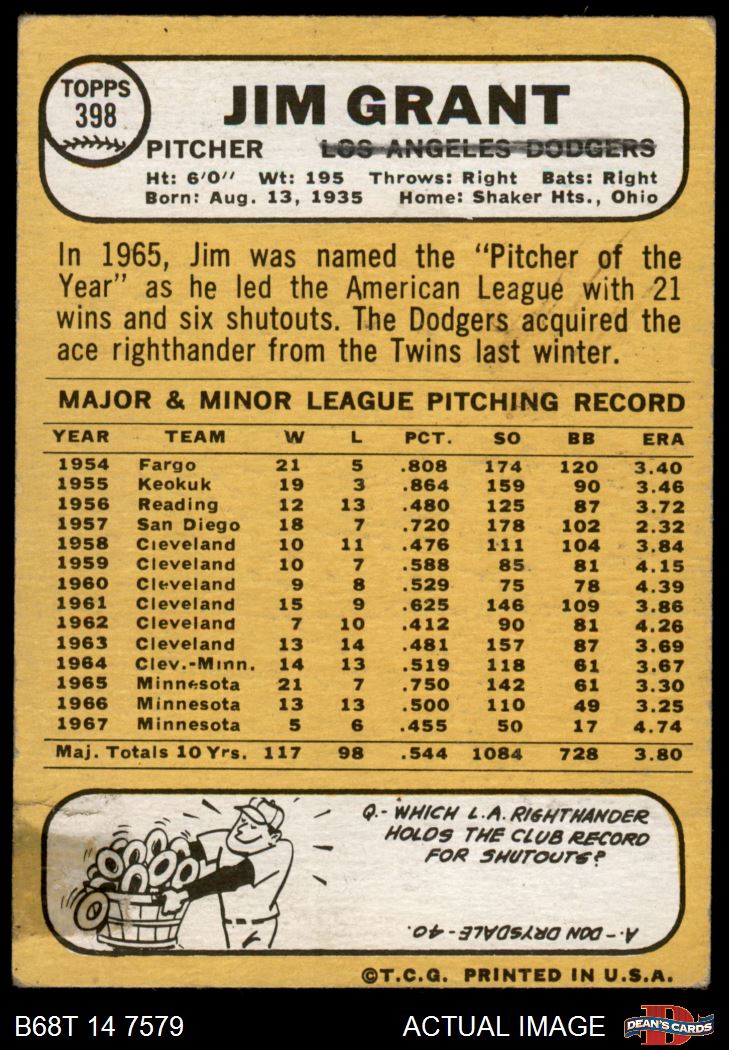 TOPPS
398
JIM GRANT
PITCHER LOS ANGELES DODGERS
Ht: 6'0" Wt: 195 Throws: Right Bats: Right
Born: Aug. 13, 1935 Home: Shaker Hts., Ohio
In 1965, Jim was named the "Pitcher of the
Year" as he led the American League with 21
wins and six shutouts. The Dodgers acquired the
ace righthander from the Twins last winter.
MAJOR & MINOR LEAGUE PITCHING RECORD
YEAR TEAM W L PCT. SO BB ERA
1954 Fargo 21 5 .808 174 120 3.40
1955 Keokuk 19 3 .864 159 90 3.46
1956 Reading 12 13 .480 125 87 3.72
1957 San Diego 18 7 .720 178 102 2.32
1958 Cleveland 10 11 .476 111 104 3.84
1959 Cleveland 10 7 .588 85 81 4.15
1960 Cleveland 9 8 .529 75 78 4.39
1961 Cleveland 15 9 .625 146 109 3.86
1962 Cleveland 7 10 .412 90 81 4.26
1963 Cleveland 13 14 .481 157 87 3.69
1964 Clev.-Minn. 14 13 .519 118 61 3.67
1965 Minnesota 21 7 .750 142 61 3.30
1966 Minnesota 13 13 .500 110 49 3.25
1967 Minnesota 5 6 .455 50 17 4.74
Maj. Totals 10 Yrs. 117 98 .544 1084 728 3.80
Q.- WHICH L.A. RIGHTHANDER
HOLDS THE CLUB RECORD
FOR SHUTOUTS?
A.- DON DRYSDALE - 40.
©T.C.G. PRINTED IN U.S.A.
B68T 14 7579 ACTUAL IMAGE
D
DEAN'S CARDS